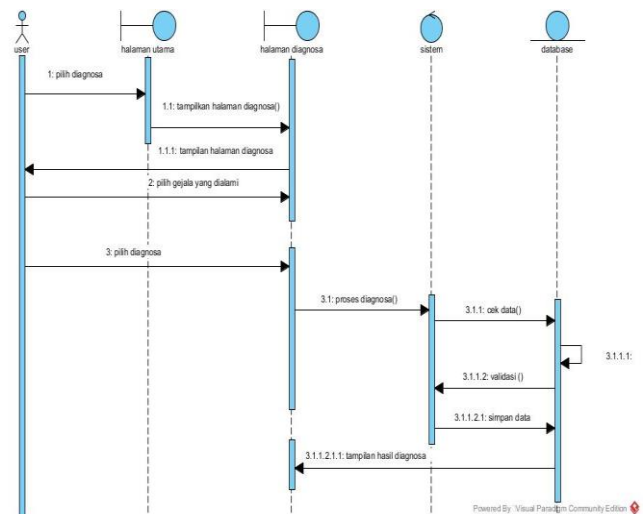 user
halaman utama
halaman diagnosa
sistem
database
1: pilih diagnosa
1.1: tampilkan halaman diagnosa()
1.1.1: tampilan halaman diagnosa
2: pilih gejala yang dialami
3: pilih diagnosa
3.1: proses diagnosa()
3.1.1: cek data()
3.1.1.1:
3.1.1.2: validasi ()
3.1.1.2.1: simpan data
3.1.1.2.1.1: tampilan hasil diagnosa
Powered By Visual Paradigm Community Edition